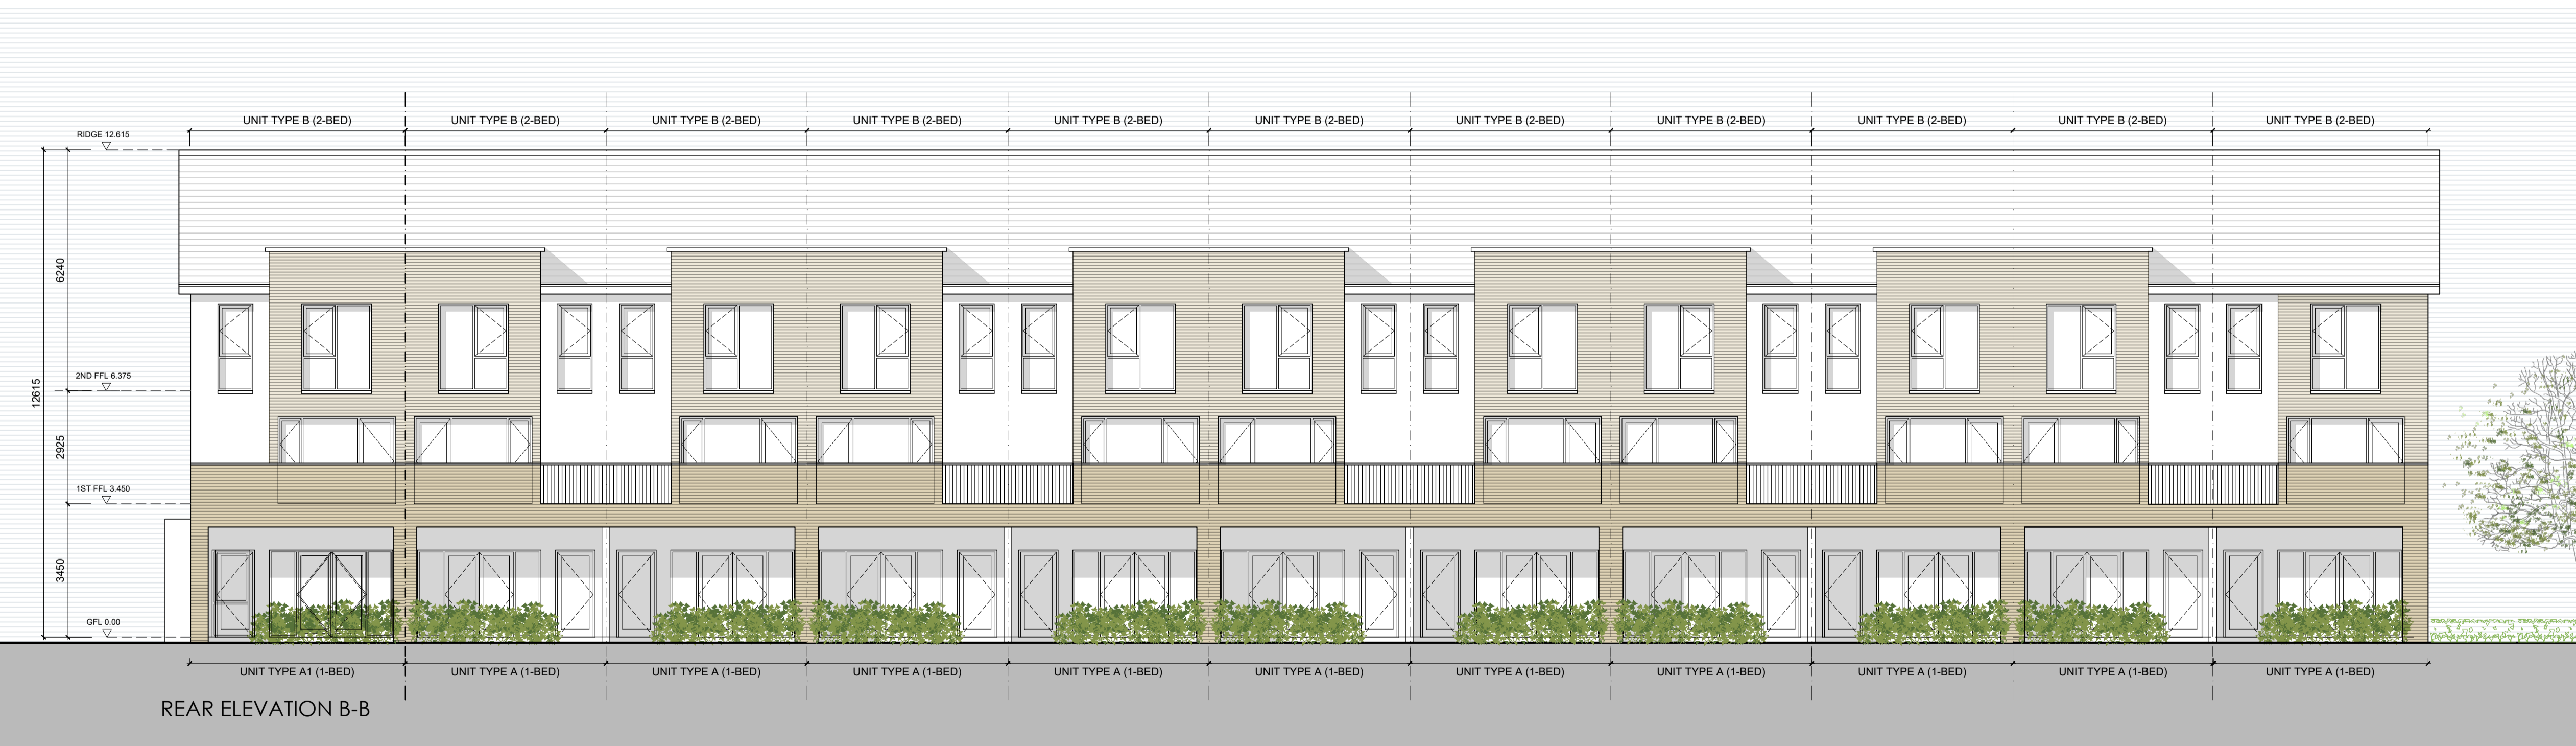 UNIT TYPE B (2-BED) UNIT TYPE B (2-BED) UNIT TYPE B (2-BED) UNIT TYPE B (2-BED) UNIT TYPE B (2-BED) UNIT TYPE B (2-BED) UNIT TYPE B (2-BED) UNIT TYPE B (2-BED) UNIT TYPE B (2-BED) UNIT TYPE B (2-BED) UNIT TYPE B (2-BED)
RIDGE 12.615
6240
2ND FFL 6.375
12615
2925
1ST FFL 3.450
3450
GFL 0.00
UNIT TYPE A1 (1-BED) UNIT TYPE A (1-BED) UNIT TYPE A (1-BED) UNIT TYPE A (1-BED) UNIT TYPE A (1-BED) UNIT TYPE A (1-BED) UNIT TYPE A (1-BED) UNIT TYPE A (1-BED) UNIT TYPE A (1-BED) UNIT TYPE A (1-BED) UNIT TYPE A (1-BED)
REAR ELEVATION B-B